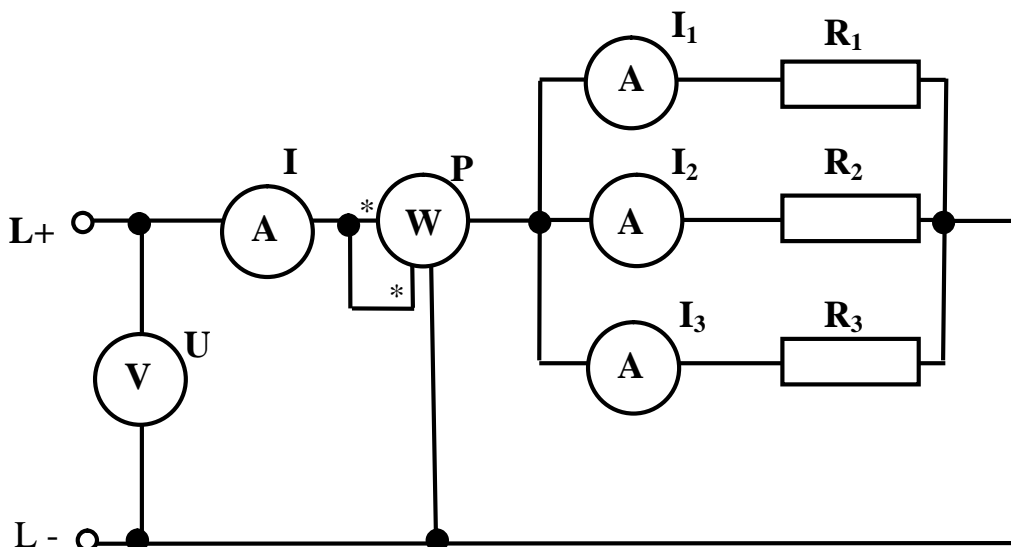 I₁ R₁
A
I P I₂ R₂
L+ A * W A
*
I₃ R₃
U
V A
L -